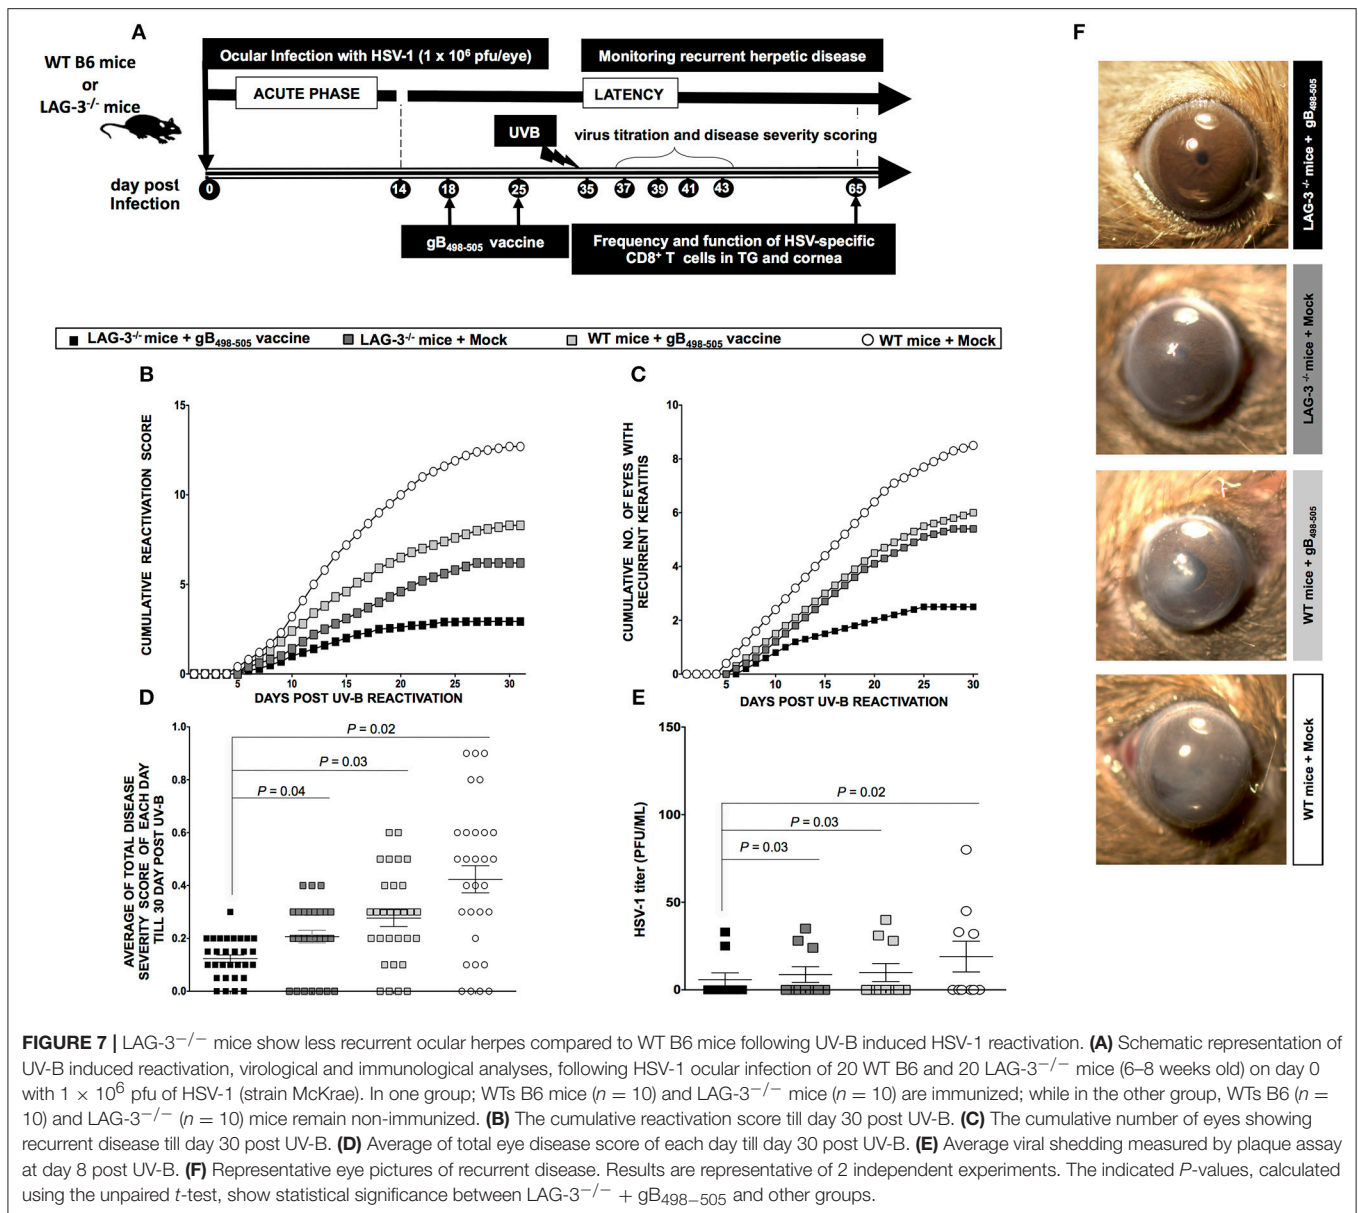 A
WT B6 mice
or
LAG-3-/- mice
Ocular Infection with HSV-1 (1 x 10⁶ pfu/eye)
Monitoring recurrent herpetic disease
ACUTE PHASE
LATENCY
UVB
virus titration and disease severity scoring
day post
Infection
0
14
18
25
35
37
39
41
43
65
gB498-505 vaccine
Frequency and function of HSV-specific
CD8⁺ T cells in TG and cornea
LAG-3-/- mice + gB498-505 vaccine
LAG-3-/- mice + Mock
WT mice + gB498-505 vaccine
WT mice + Mock
B
CUMULATIVE REACTIVATION SCORE
15
10
5
0
5
10
15
20
25
30
DAYS POST UV-B REACTIVATION
C
CUMULATIVE NO. OF EYES WITH
RECURRENT KERATITIS
10
8
6
4
2
0
5
10
15
20
25
30
DAYS POST UV-B REACTIVATION
D
AVERAGE OF TOTAL DISEASE
SEVERITY SCORE OF EACH DAY
TILL 30 DAY POST UV-B
1.0
0.8
0.6
0.4
0.2
0.0
P = 0.02
P = 0.03
P = 0.04
E
HSV-1 titer (PFU/ML)
150
100
50
0
P = 0.02
P = 0.03
P = 0.03
F
LAG-3 -/- mice + gB498-505
LAG-3 -/- mice + Mock
WT mice + gB498-505
WT mice + Mock
FIGURE 7 | LAG-3−/− mice show less recurrent ocular herpes compared to WT B6 mice following UV-B induced HSV-1 reactivation. (A) Schematic representation of
UV-B induced reactivation, virological and immunological analyses, following HSV-1 ocular infection of 20 WT B6 and 20 LAG-3−/− mice (6–8 weeks old) on day 0
with 1 × 10⁶ pfu of HSV-1 (strain McKrae). In one group; WTs B6 mice (n = 10) and LAG-3−/− mice (n = 10) are immunized; while in the other group, WTs B6 (n =
10) and LAG-3−/− (n = 10) mice remain non-immunized. (B) The cumulative reactivation score till day 30 post UV-B. (C) The cumulative number of eyes showing
recurrent disease till day 30 post UV-B. (D) Average of total eye disease score of each day till day 30 post UV-B. (E) Average viral shedding measured by plaque assay
at day 8 post UV-B. (F) Representative eye pictures of recurrent disease. Results are representative of 2 independent experiments. The indicated P-values, calculated
using the unpaired t-test, show statistical significance between LAG-3−/− + gB498−505 and other groups.